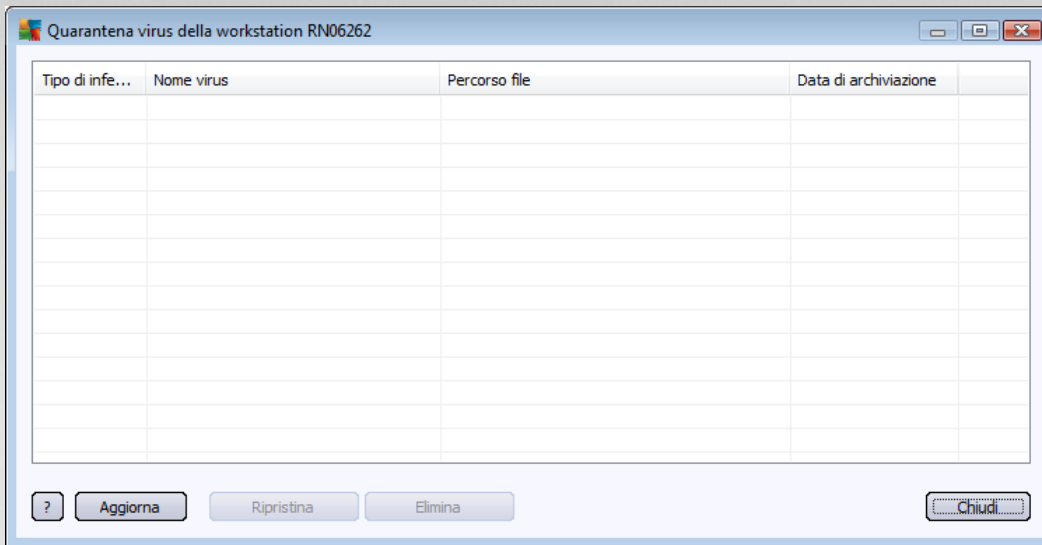 Quarantena virus della workstation RN06262
Tipo di infe... Nome virus Percorso file Data di archiviazione
? Aggiorna Ripristina Elimina Chiudi